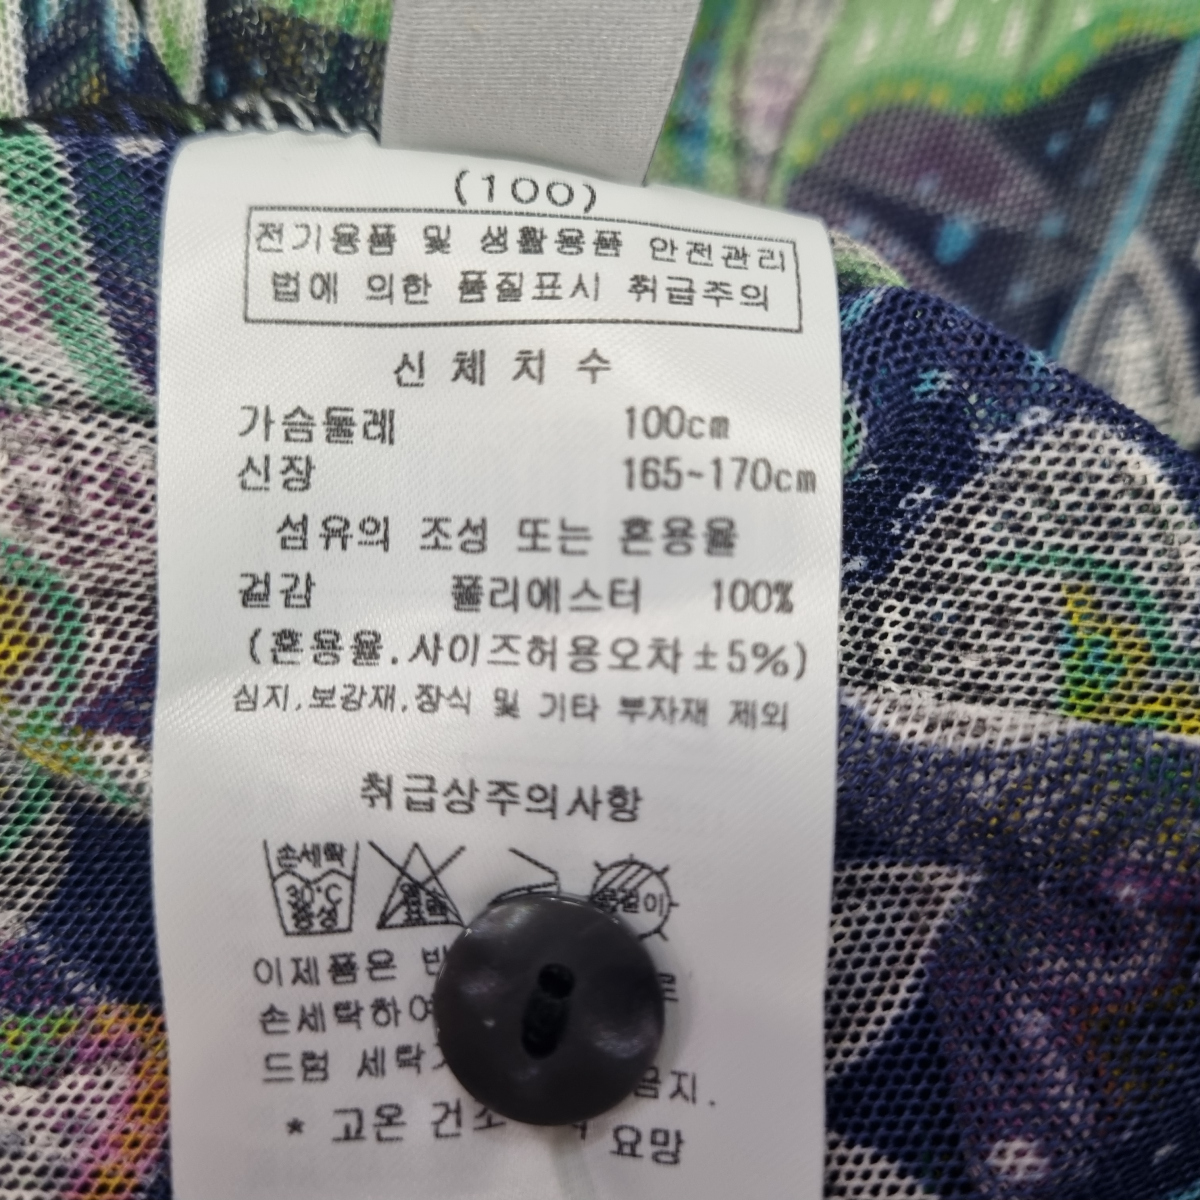 (100)
전기용품 및 생활용품 안전관리
법에 의한 품질표시 취급주의
신체치수
가슴둘레 100cm
신장 165~170cm
섬유의 조성 또는 혼용율
겉감 폴리에스터 100%
(혼용율.사이즈허용오차±5%)
심지.보강재.장식 및 기타 부자재 제외
취급상주의사항
손세탁
30℃
중성
이제품은
손세탁하여
드럼 세탁 금지.
* 고온 건조 요망